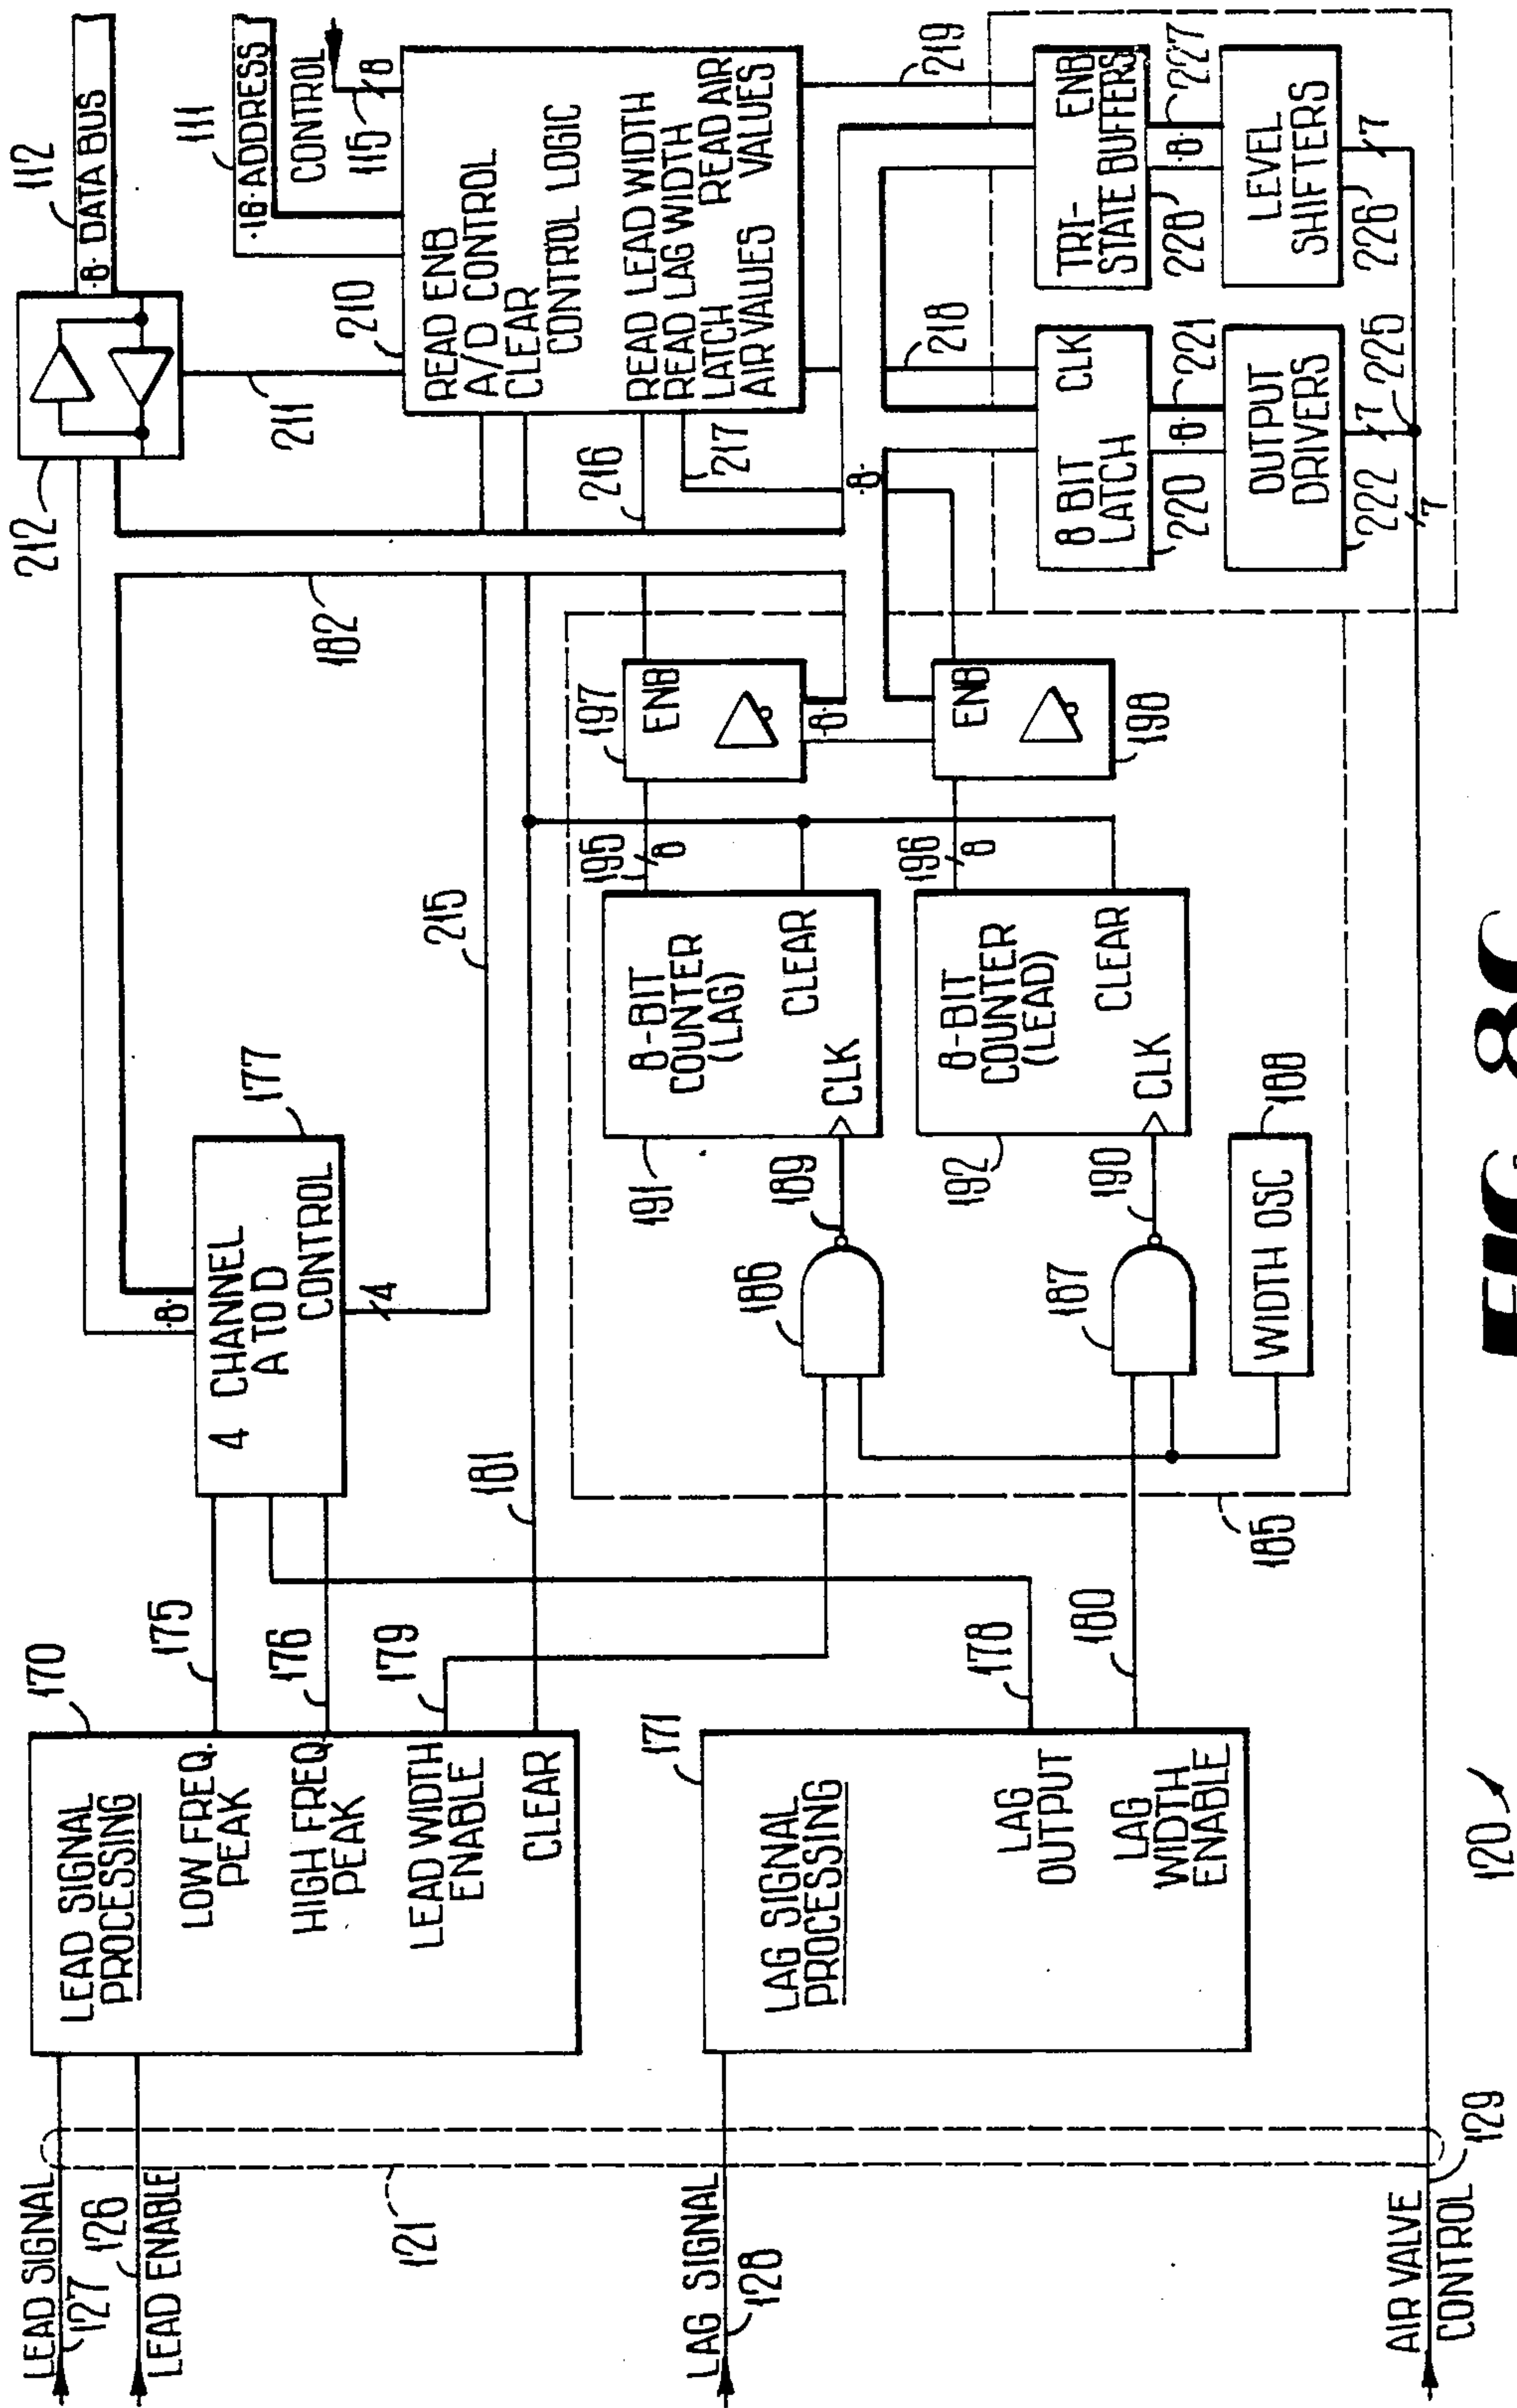 LEAD SIGNAL
127
126
LEAD ENABLE
121
LAG SIGNAL
128
AIR VALVE
CONTROL
129
120
170
LEAD SIGNAL
PROCESSING
LOW FREQ.
PEAK
HIGH FREQ.
PEAK
LEAD WIDTH
ENABLE
CLEAR
175
176
179
181
171
LAG SIGNAL
PROCESSING
LAG
OUTPUT
LAG
WIDTH
ENABLE
178
180
177
4 CHANNEL
A TO D
CONTROL
8
4
215
182
185
186
187
188
WIDTH OSC
189
190
191
8-BIT
COUNTER
(LAG)
CLEAR
CLK
192
8-BIT
COUNTER
(LEAD)
CLEAR
CLK
195
8
196
8
197
ENB
8
198
ENB
212
112
8 DATA BUS
211
111
16 ADDRESS
CONTROL
115
8
210
READ ENB
A/D CONTROL
CLEAR
CONTROL LOGIC
READ LEAD WIDTH
READ LAG WIDTH
LATCH
AIR VALUES
READ AIR
VALUES
216
217
8
218
219
8 BIT
LATCH
CLK
220
8
221
OUTPUT
DRIVERS
222
7
225
7
TRI-
STATE BUFFERS
ENB
228
8
227
LEVEL
SHIFTERS
226
7
FIG. 8C